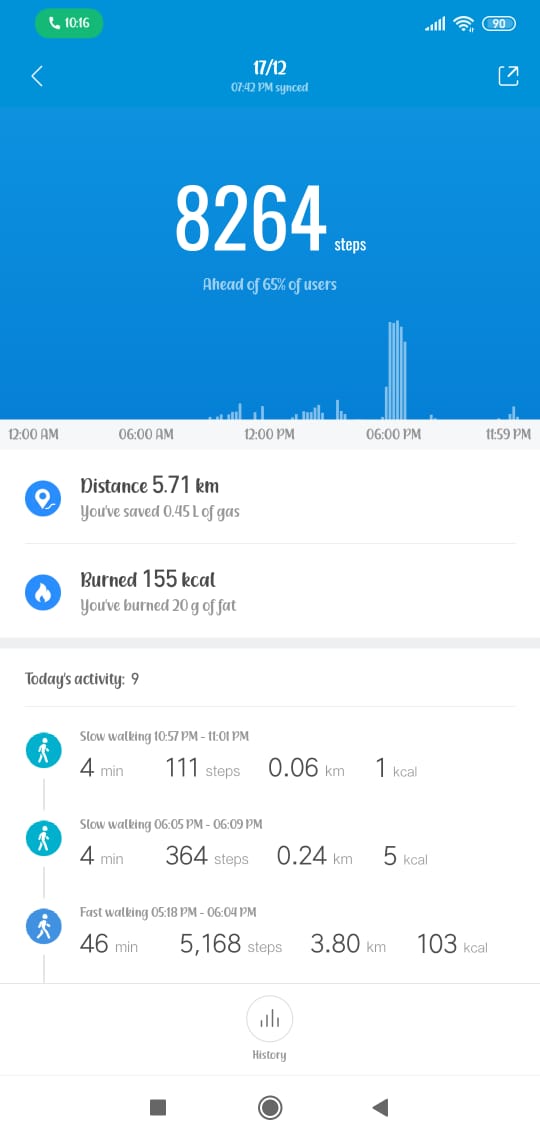 10:16
90
17/12
07:42 PM synced
8264 steps
Ahead of 65% of users
12:00 AM 06:00 AM 12:00 PM 06:00 PM 11:59 PM
Distance 5.71 km
You've saved 0.45 L of gas
Burned 155 kcal
You've burned 20 g of fat
Today's activity: 9
Slow walking 10:57 PM - 11:01 PM
4 min 111 steps 0.06 km 1 kcal
Slow walking 06:05 PM - 06:09 PM
4 min 364 steps 0.24 km 5 kcal
Fast walking 05:18 PM - 06:04 PM
46 min 5,168 steps 3.80 km 103 kcal
History